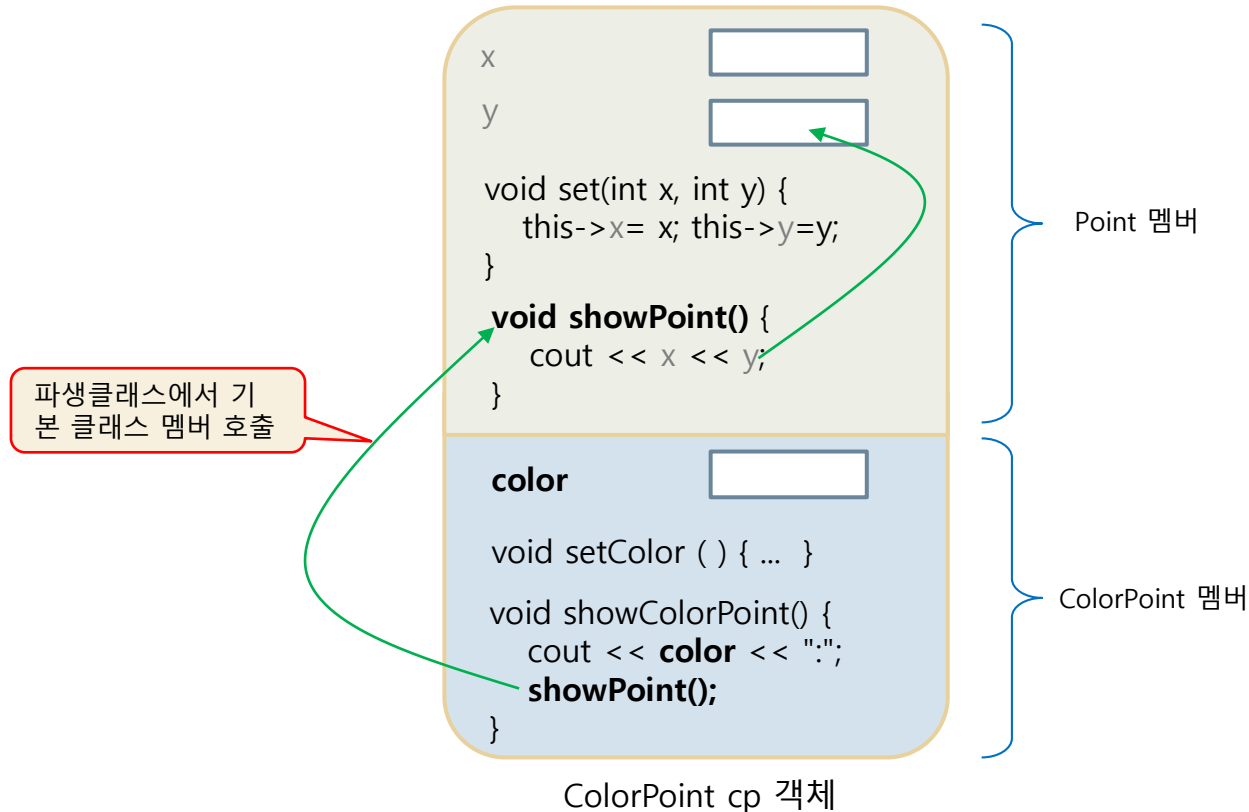 x
y
void set(int x, int y) {
this->x= x; this->y=y;
}
void showPoint() {
cout << x << y;
}
Point 멤버
파생클래스에서 기
본 클래스 멤버 호출
color
void setColor ( ) { ... }
void showColorPoint() {
cout << color << ":";
showPoint();
}
ColorPoint 멤버
ColorPoint cp 객체